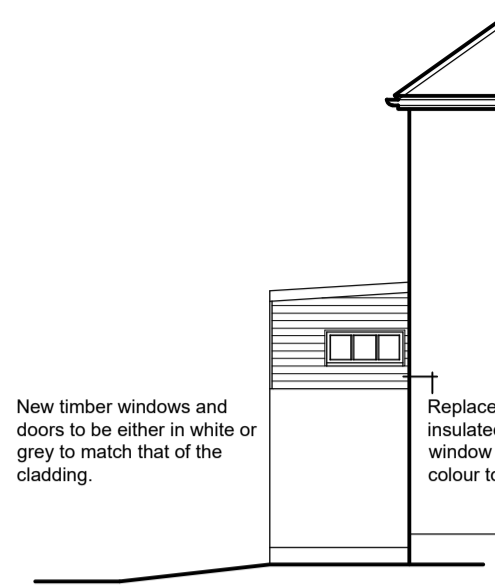 New timber windows and
doors to be either in white or
grey to match that of the
cladding.
Replace
insulated
window
colour to